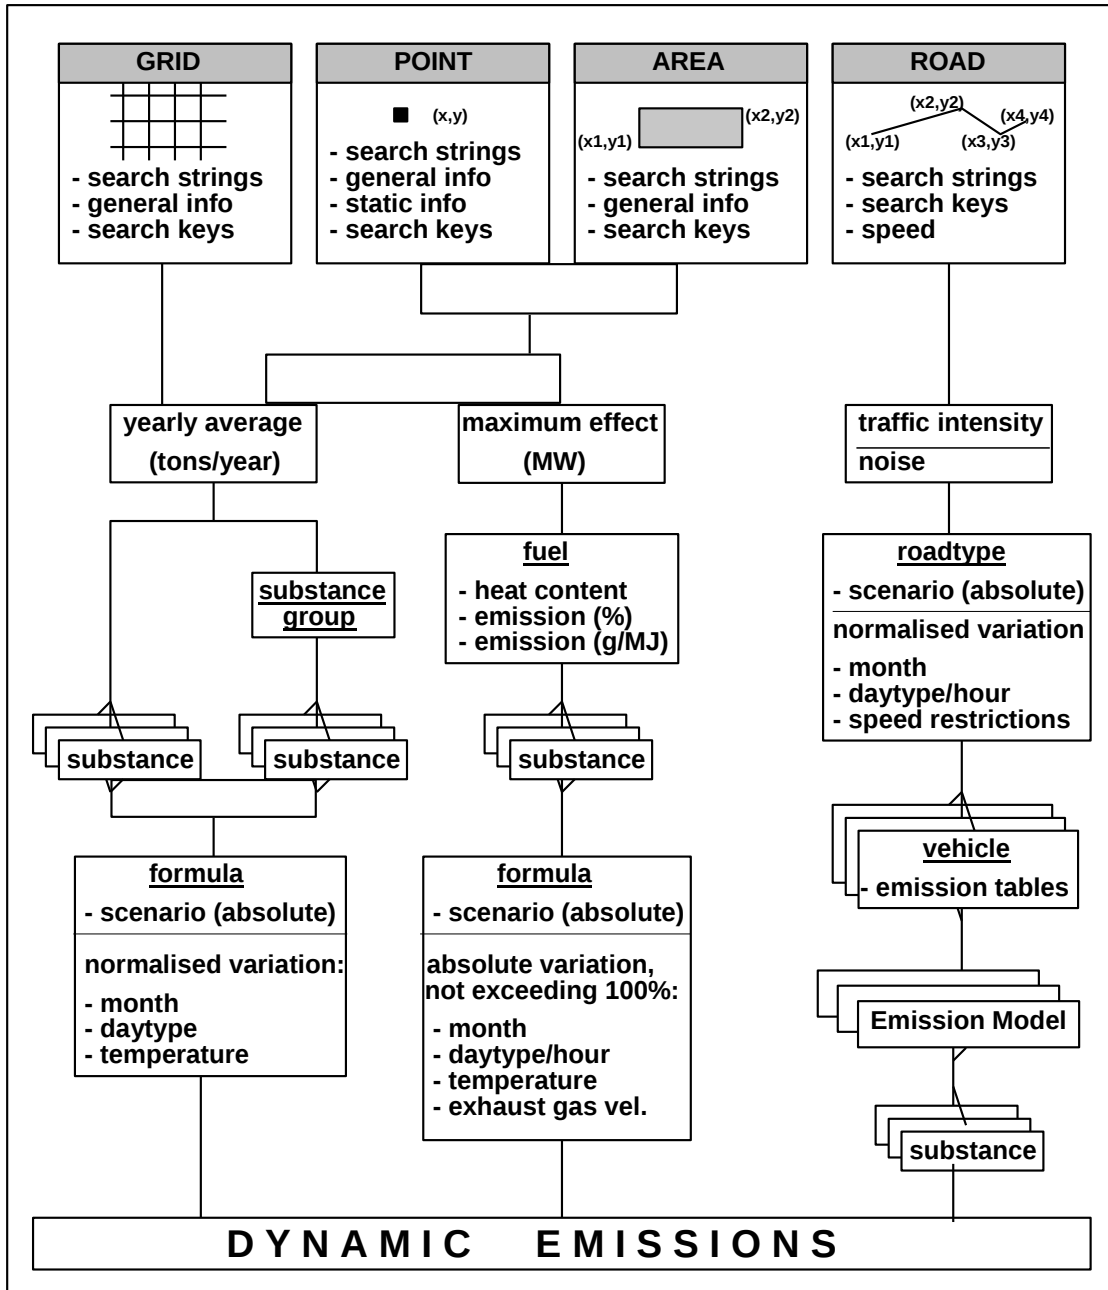 GRID
- search strings
- general info
- search keys
POINT
(x,y)
- search strings
- general info
- static info
- search keys
AREA
(x2,y2)
(x1,y1)
- search strings
- general info
- search keys
ROAD
(x2,y2)
(x4,y4)
(x1,y1)
(x3,y3)
- search strings
- search keys
- speed
yearly average
(tons/year)
maximum effect
(MW)
traffic intensity
noise
substance
group
fuel
- heat content
- emission (%)
- emission (g/MJ)
roadtype
- scenario (absolute)
normalised variation
- month
- daytype/hour
- speed restrictions
substance
substance
substance
vehicle
- emission tables
formula
- scenario (absolute)
normalised variation:
- month
- daytype
- temperature
formula
- scenario (absolute)
absolute variation,
not exceeding 100%:
- month
- daytype/hour
- temperature
- exhaust gas vel.
Emission Model
substance
DYNAMIC EMISSIONS